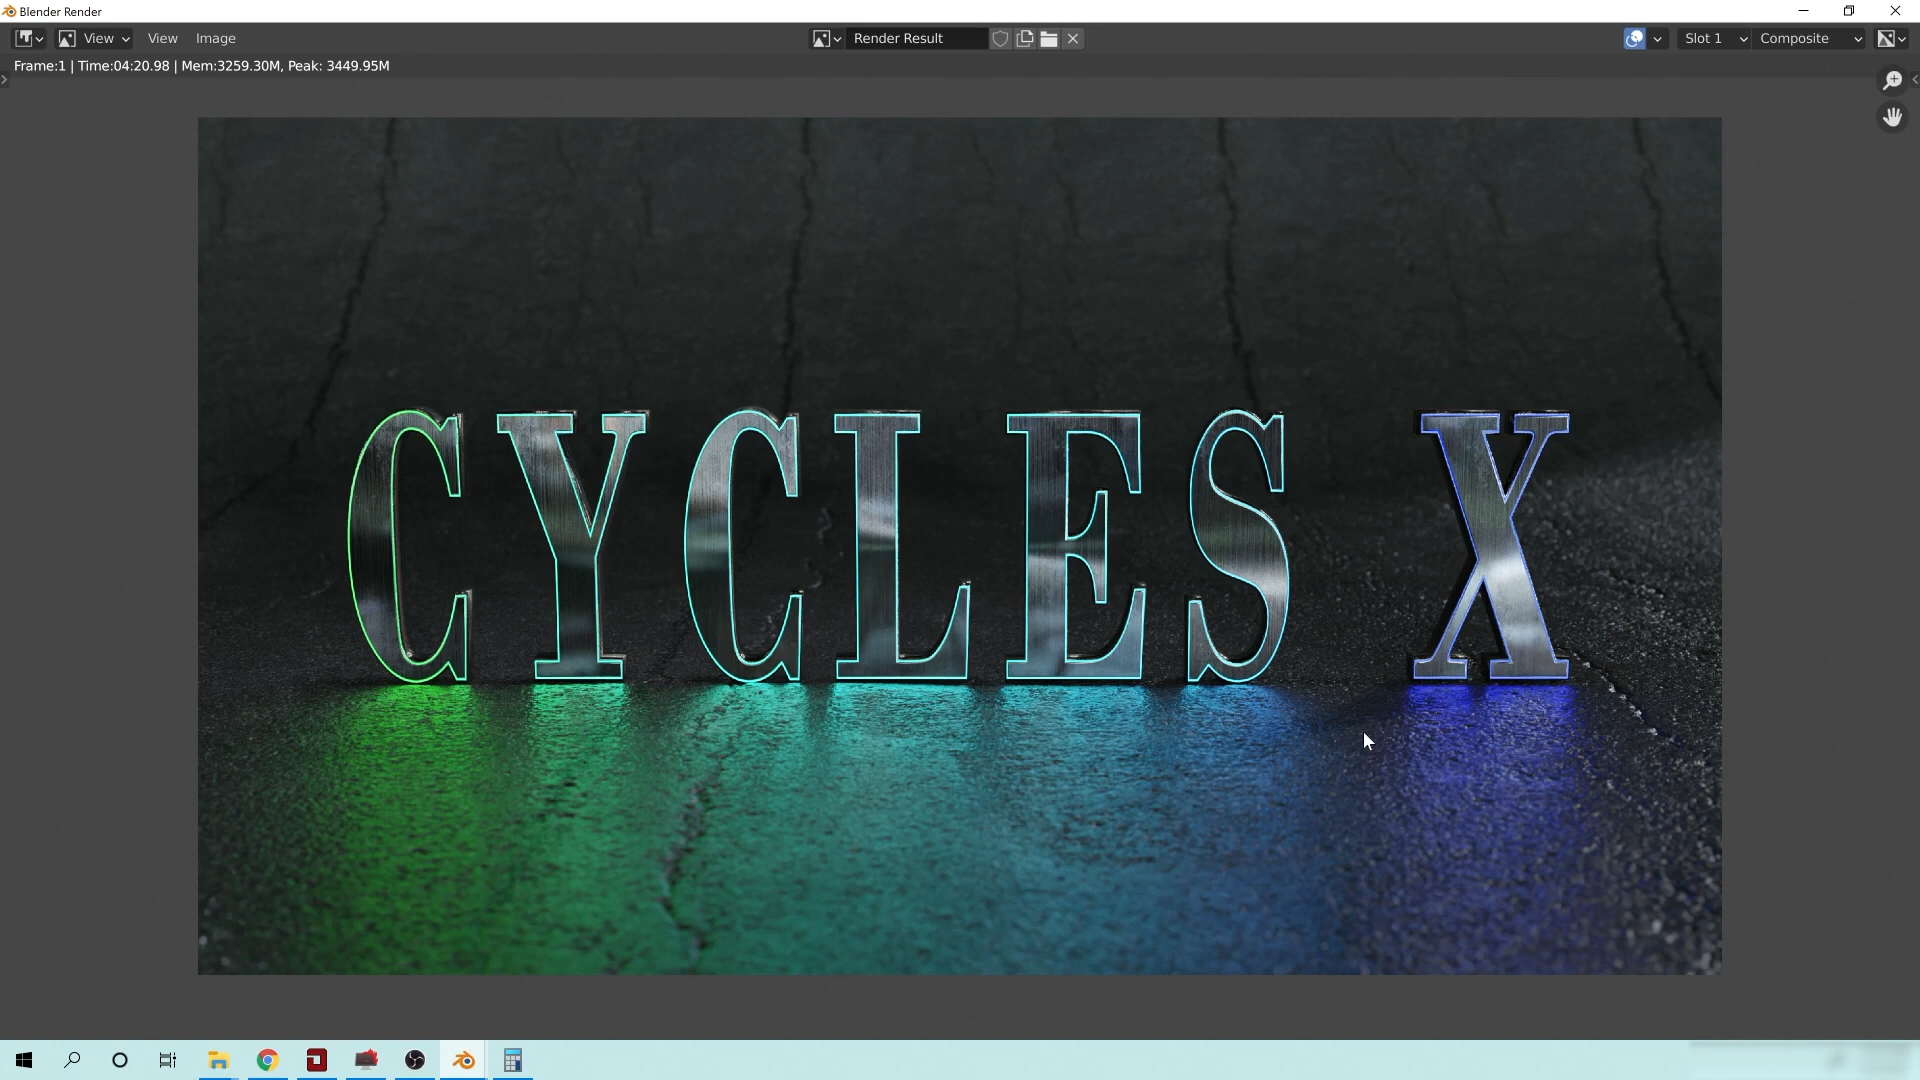 Blender Render
View View Image Render Result Slot 1 Composite
Frame:1 | Time:04:20.98 | Mem:3259.30M, Peak: 3449.95M
CYCLES X